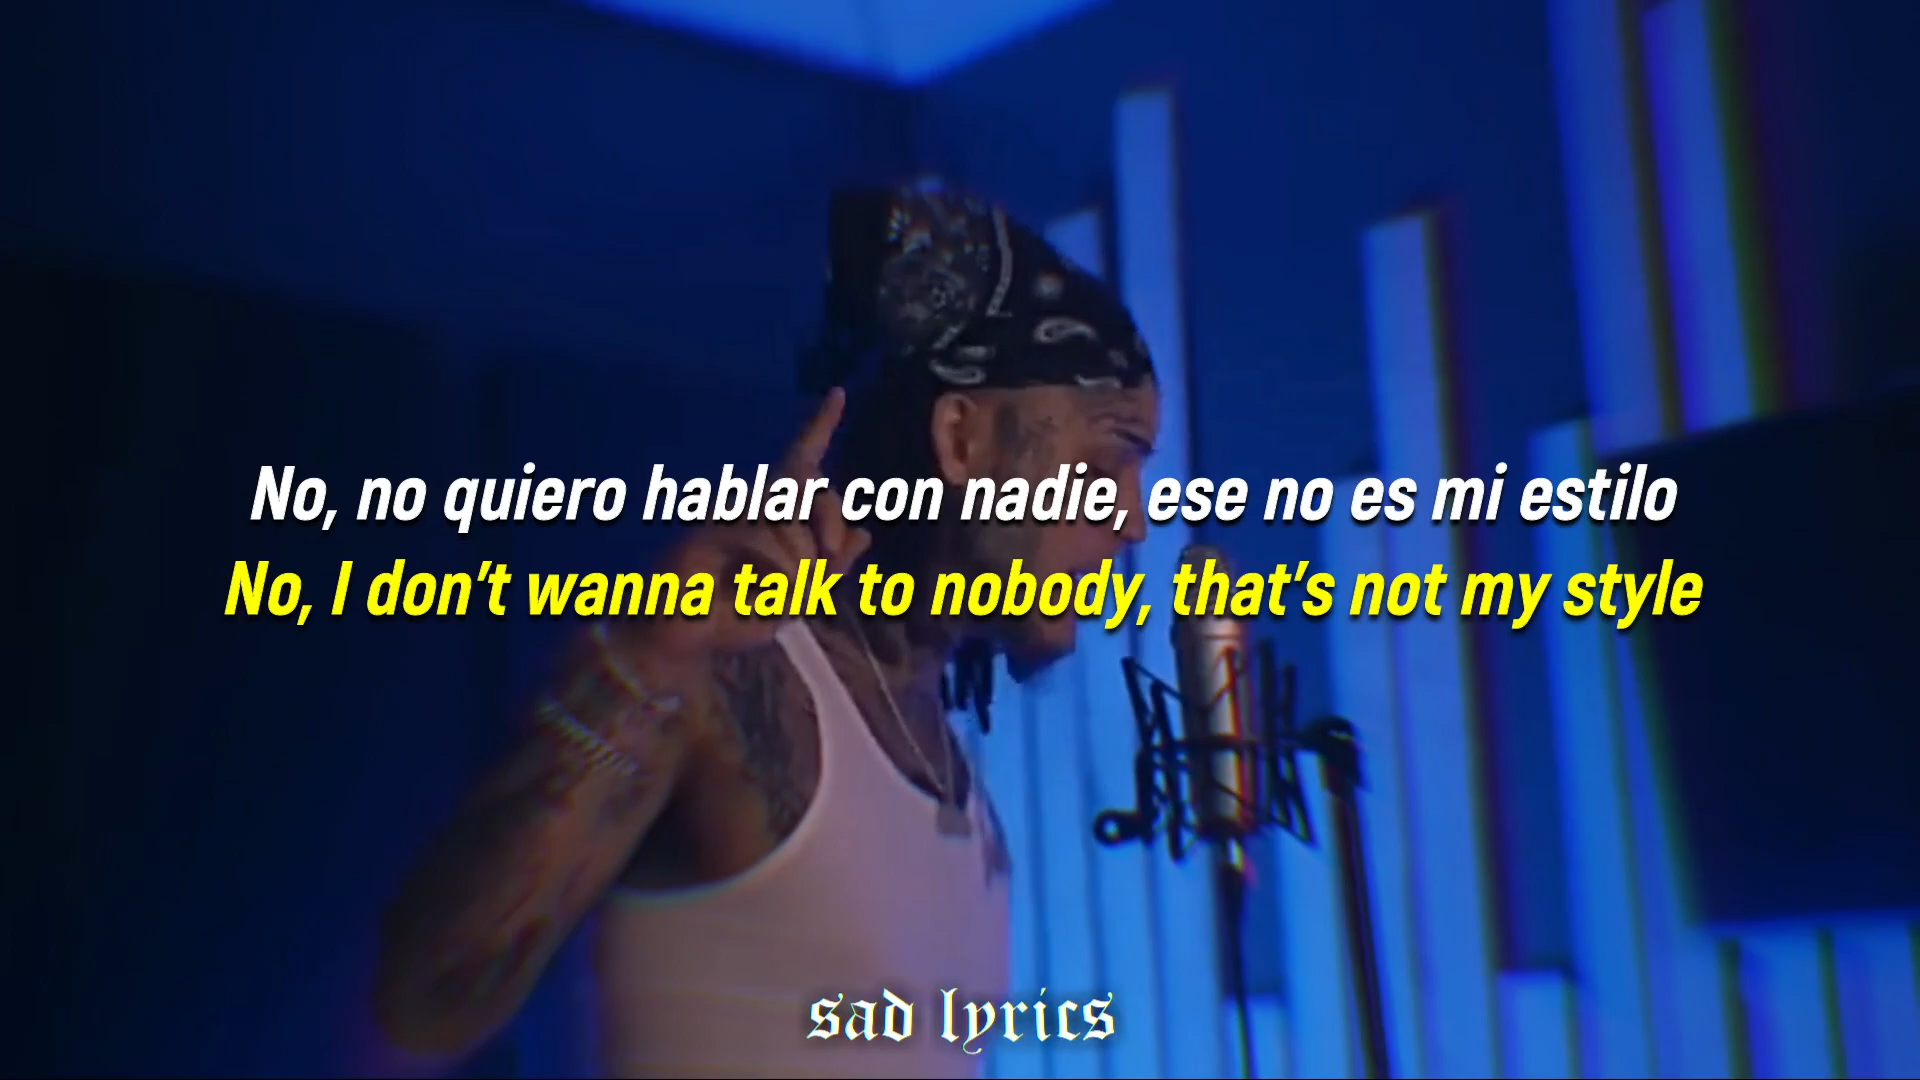 No, no quiero hablar con nadie, ese no es mi estilo
No, I don't wanna talk to nobody, that's not my style
sad lyrics